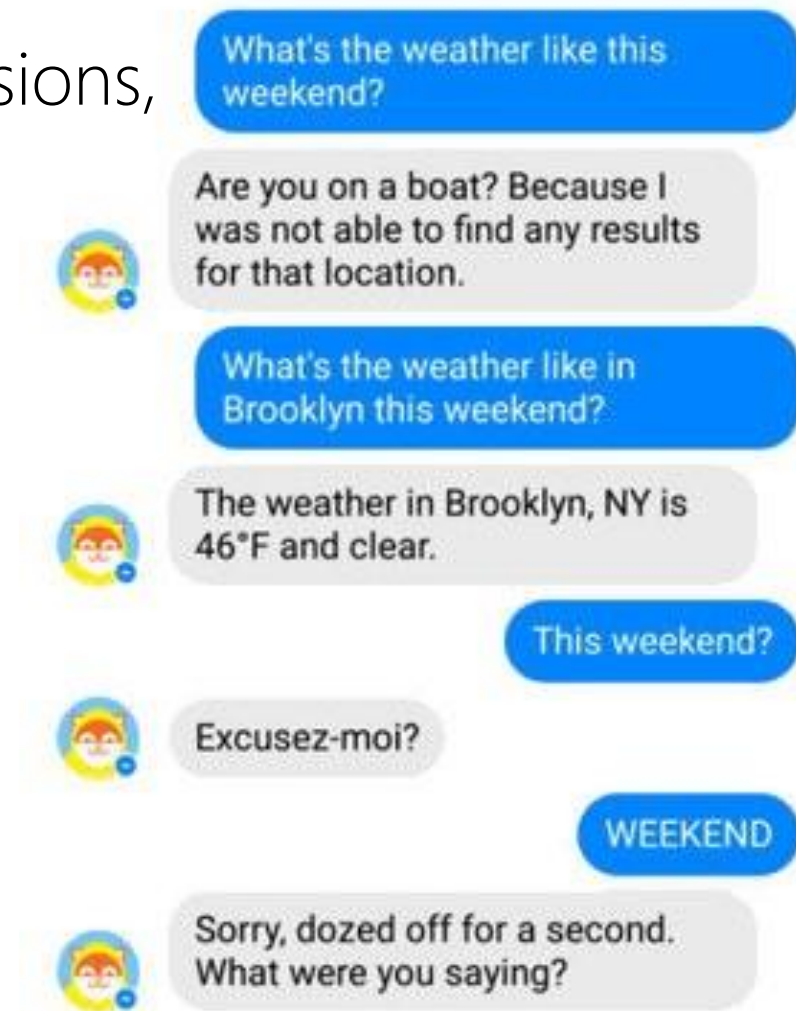 What's the weather like this
weekend?
sions,
Are you on a boat? Because I
was not able to find any results
for that location.
What's the weather like in
Brooklyn this weekend?
The weather in Brooklyn, NY is
46°F and clear.
This weekend?
Excusez-moi?
WEEKEND
Sorry, dozed off for a second.
What were you saying?